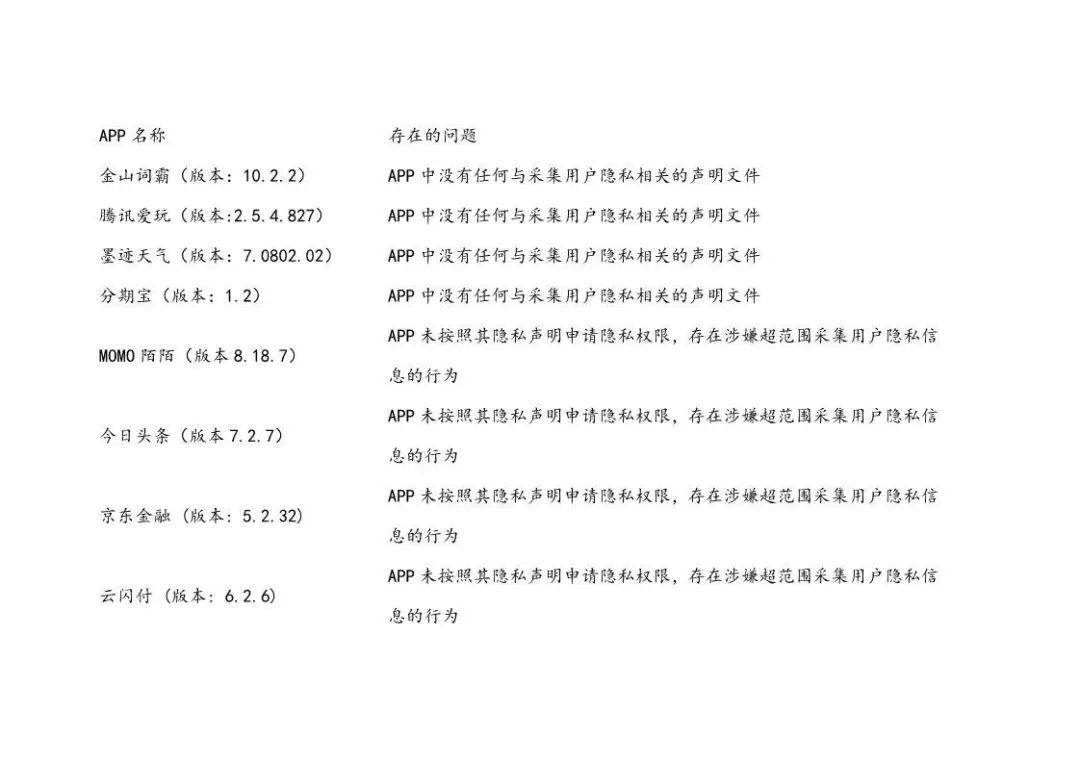 APP 名称 存在的问题
金山词霸（版本：10.2.2） APP 中没有任何与采集用户隐私相关的声明文件
腾讯爱玩（版本:2.5.4.827） APP 中没有任何与采集用户隐私相关的声明文件
墨迹天气（版本：7.0802.02） APP 中没有任何与采集用户隐私相关的声明文件
分期宝（版本：1.2） APP 中没有任何与采集用户隐私相关的声明文件
MOMO 陌陌（版本 8.18.7） APP 未按照其隐私声明申请隐私权限，存在涉嫌超范围采集用户隐私信
息的行为
今日头条（版本 7.2.7） APP 未按照其隐私声明申请隐私权限，存在涉嫌超范围采集用户隐私信
息的行为
京东金融（版本：5.2.32) APP 未按照其隐私声明申请隐私权限，存在涉嫌超范围采集用户隐私信
息的行为
云闪付（版本：6.2.6) APP 未按照其隐私声明申请隐私权限，存在涉嫌超范围采集用户隐私信
息的行为